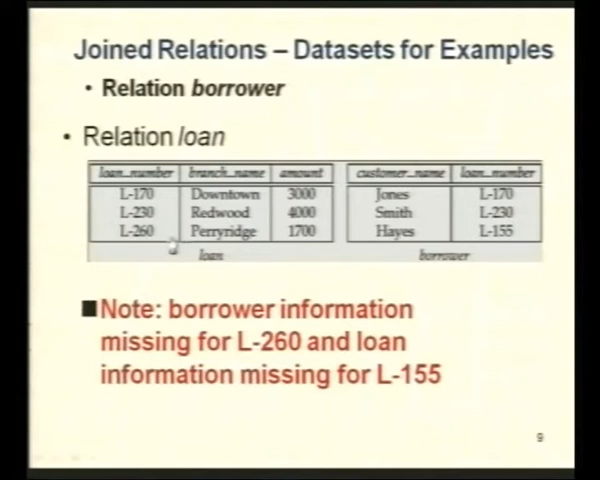 Joined Relations – Datasets for Examples
• Relation borrower
• Relation loan
loan_number branch_name amount customer_name loan_number
L-170 Downtown 3000 Jones L-170
L-230 Redwood 4000 Smith L-230
L-260 Perryridge 1700 Hayes L-155
loan borrower
■Note: borrower information
missing for L-260 and loan
information missing for L-155
9